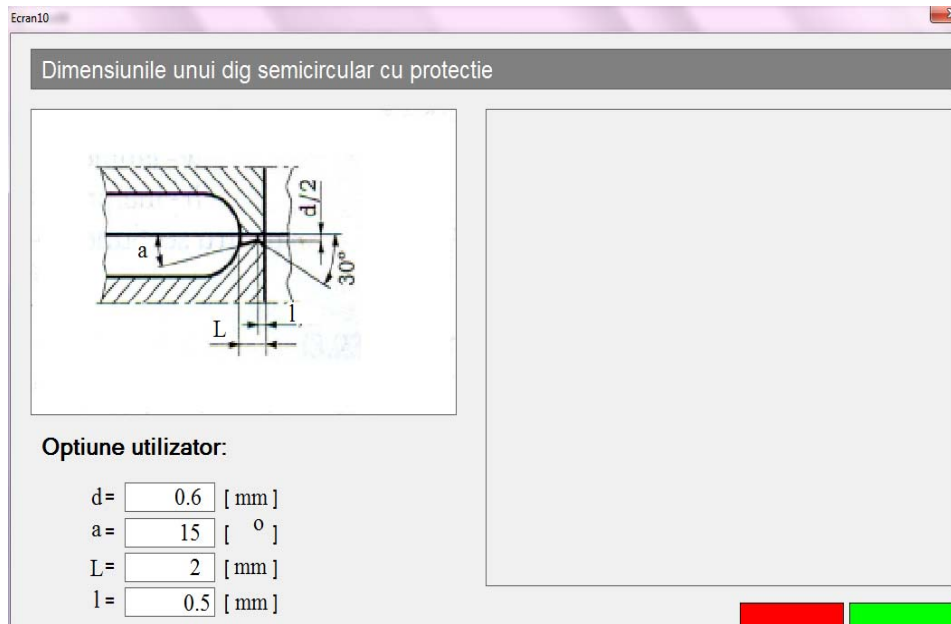 Ecran10
Dimensiunile unui dig semicircular cu protectie
d/2
a
30°
l
L
Optiune utilizator:
d = 0.6 [ mm ]
a = 15 [ o ]
L = 2 [ mm ]
l = 0.5 [ mm ]